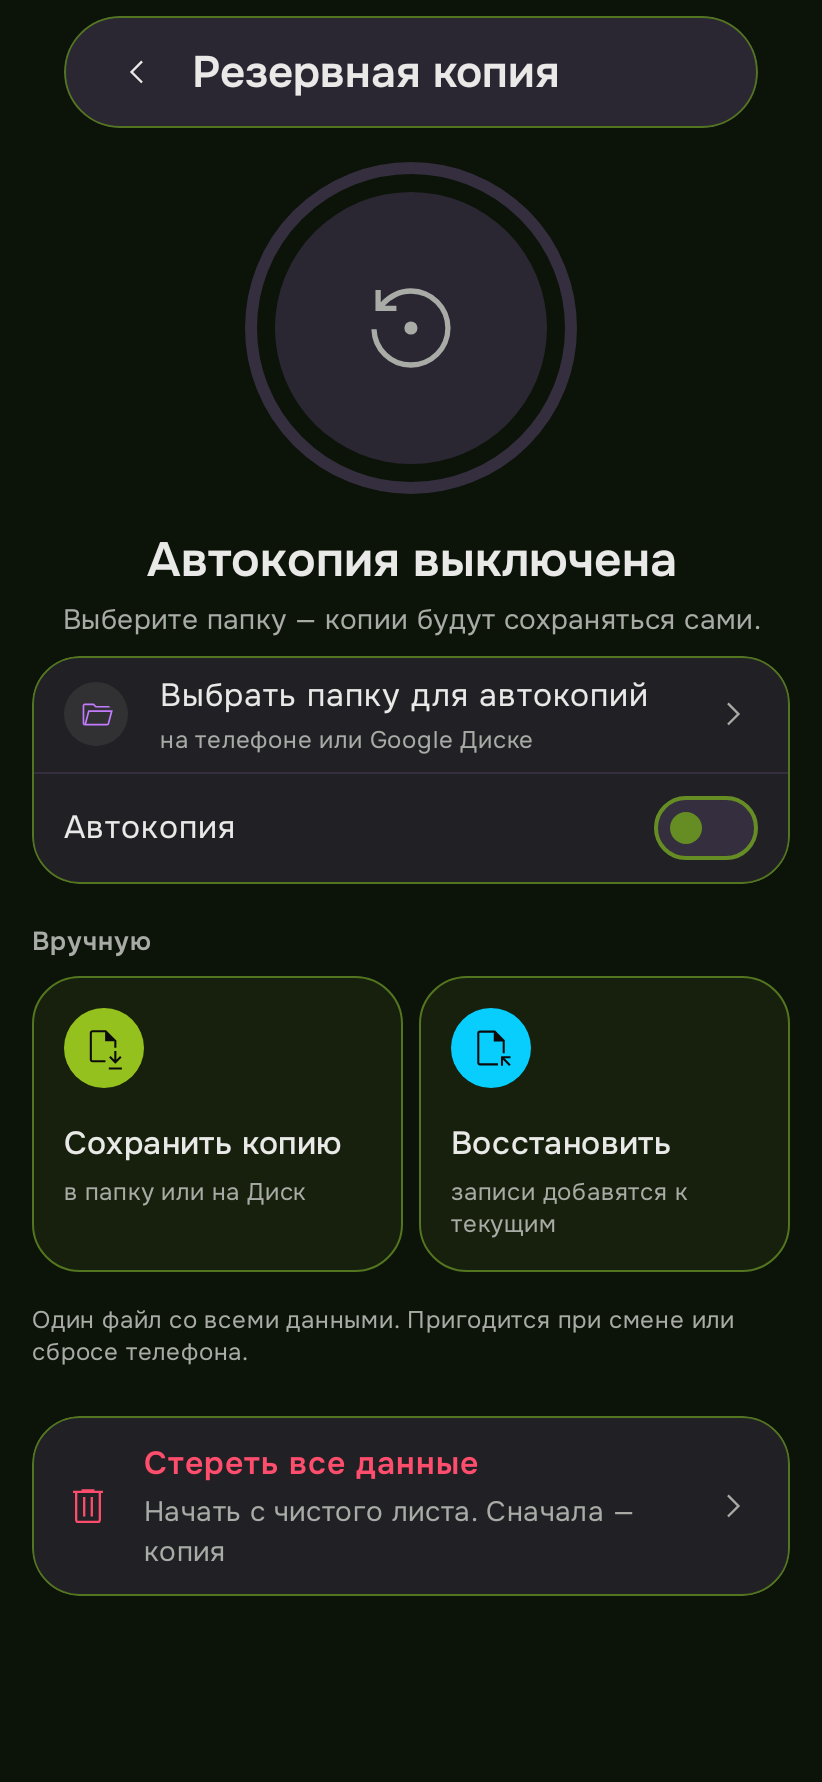 Резервная копия
Автокопия выключена
Выберите папку — копии будут сохраняться сами.
Выбрать папку для автокопий
на телефоне или Google Диске
Автокопия
Вручную
Сохранить копию
в папку или на Диск
Восстановить
записи добавятся к
текущим
Один файл со всеми данными. Пригодится при смене или
сбросе телефона.
Стереть все данные
Начать с чистого листа. Сначала —
копия